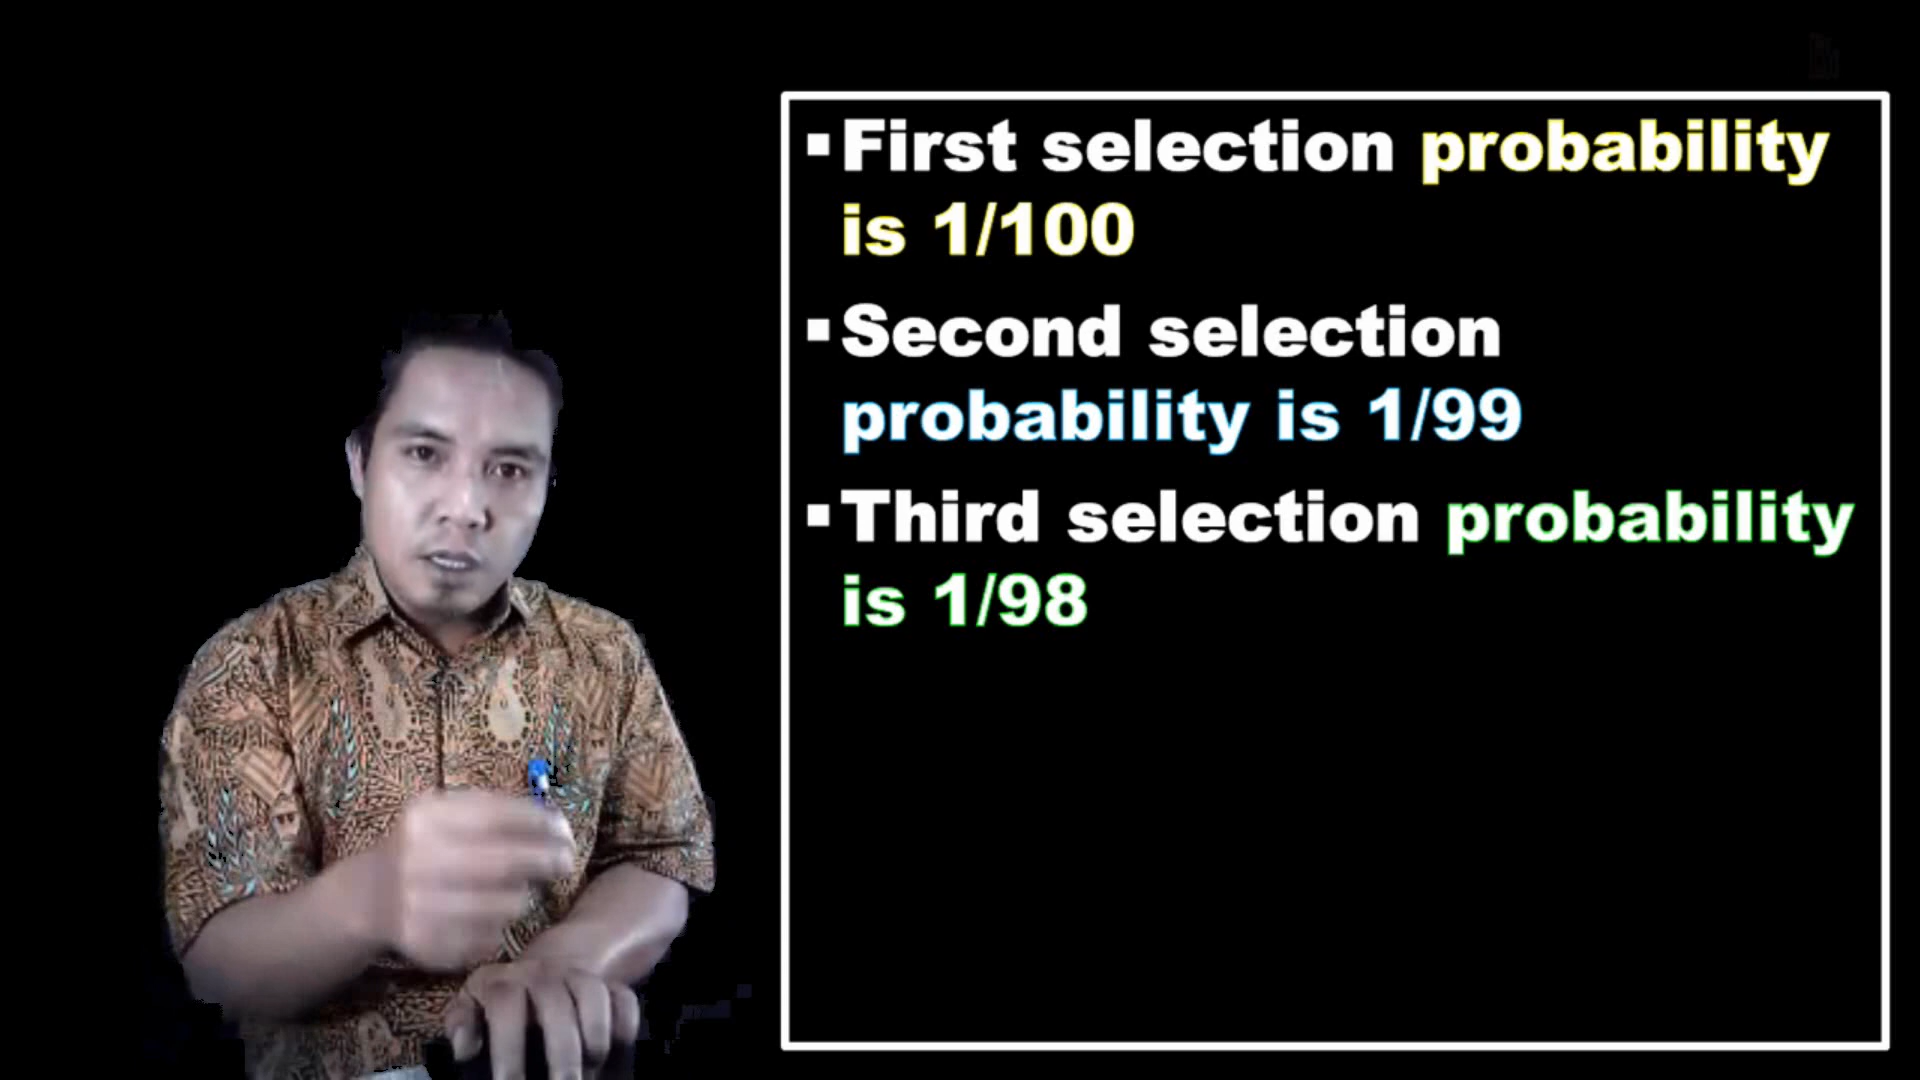 ▪First selection probability
is 1/100
▪Second selection
probability is 1/99
▪Third selection probability
is 1/98